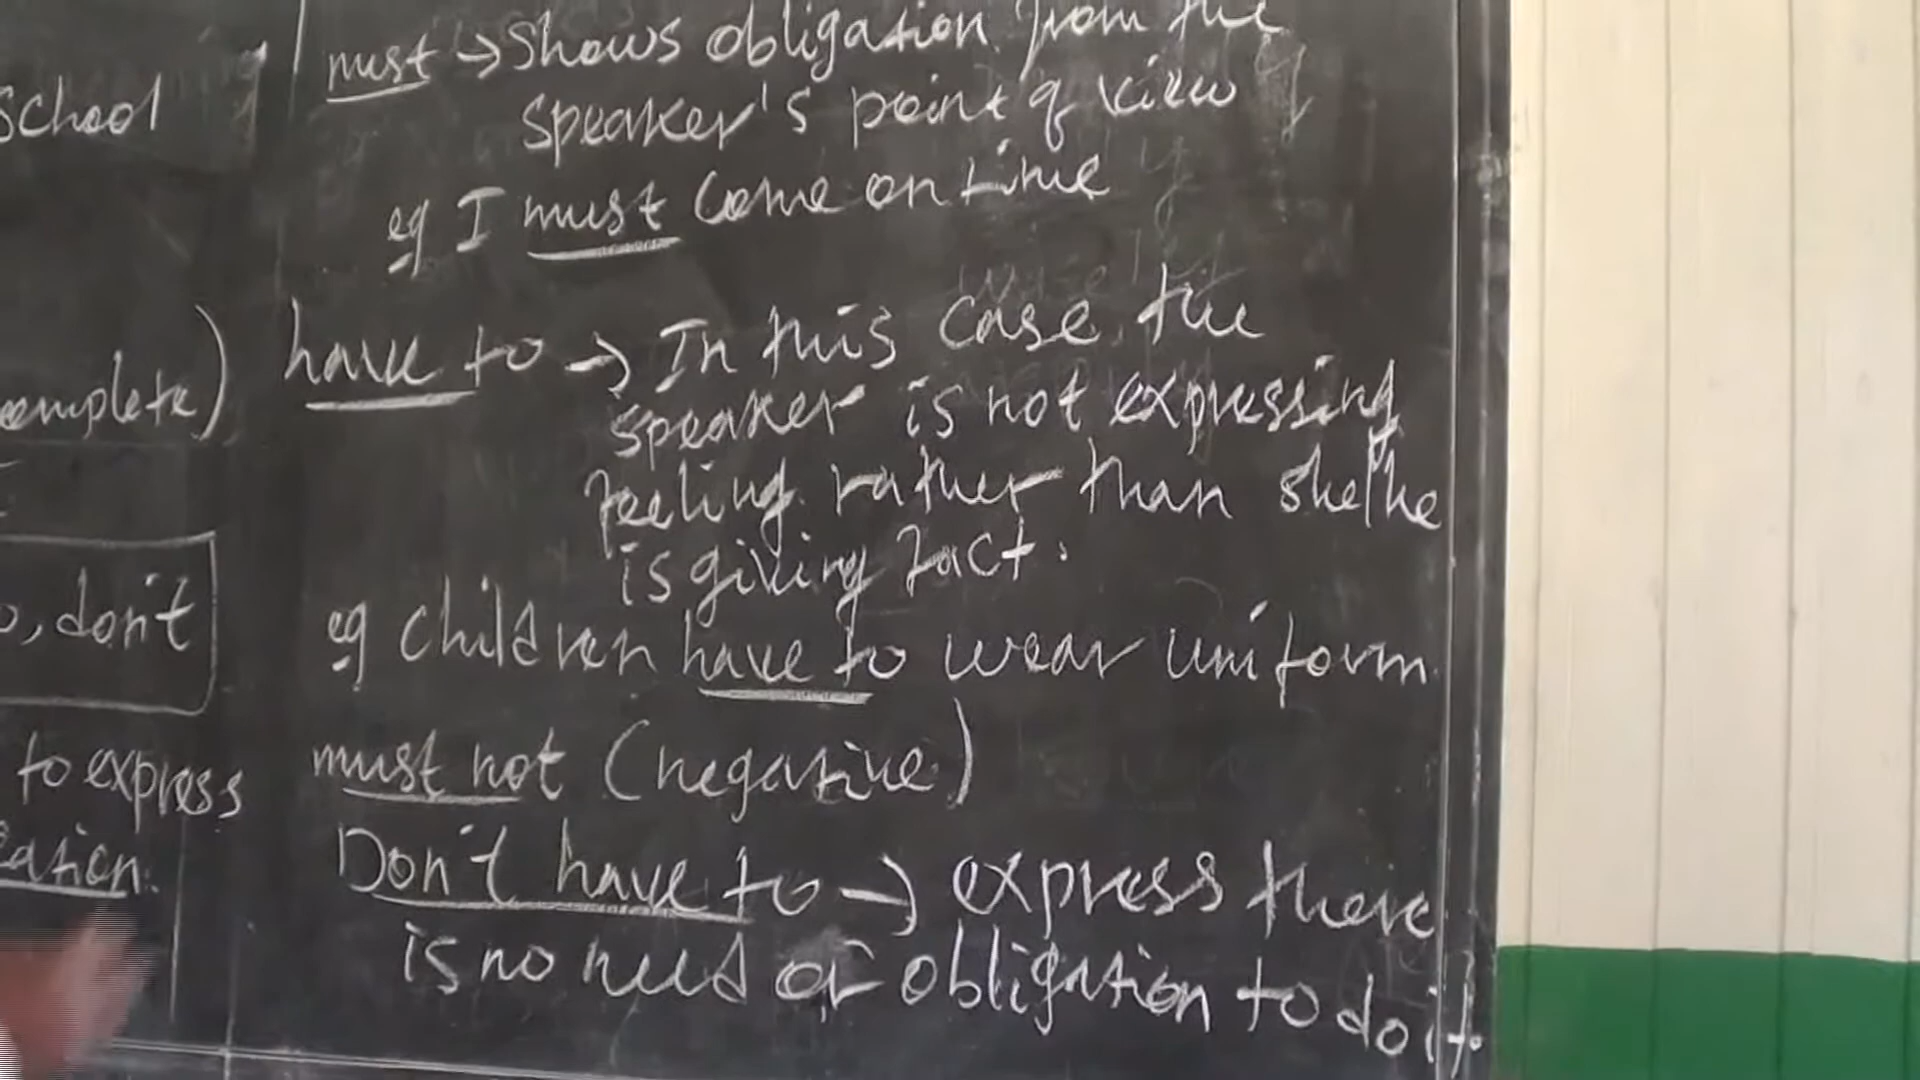 School
complete)
, don't
to express
ation.
must → Shows obligation from the
speaker's point of view
eg I must come on time
have to → In this case, the
speaker is not expressing
feeling rather than she/he
is giving fact.
eg children have to wear uniform
must not (negative)
Don't have to → express there
is no need or obligation to do it.